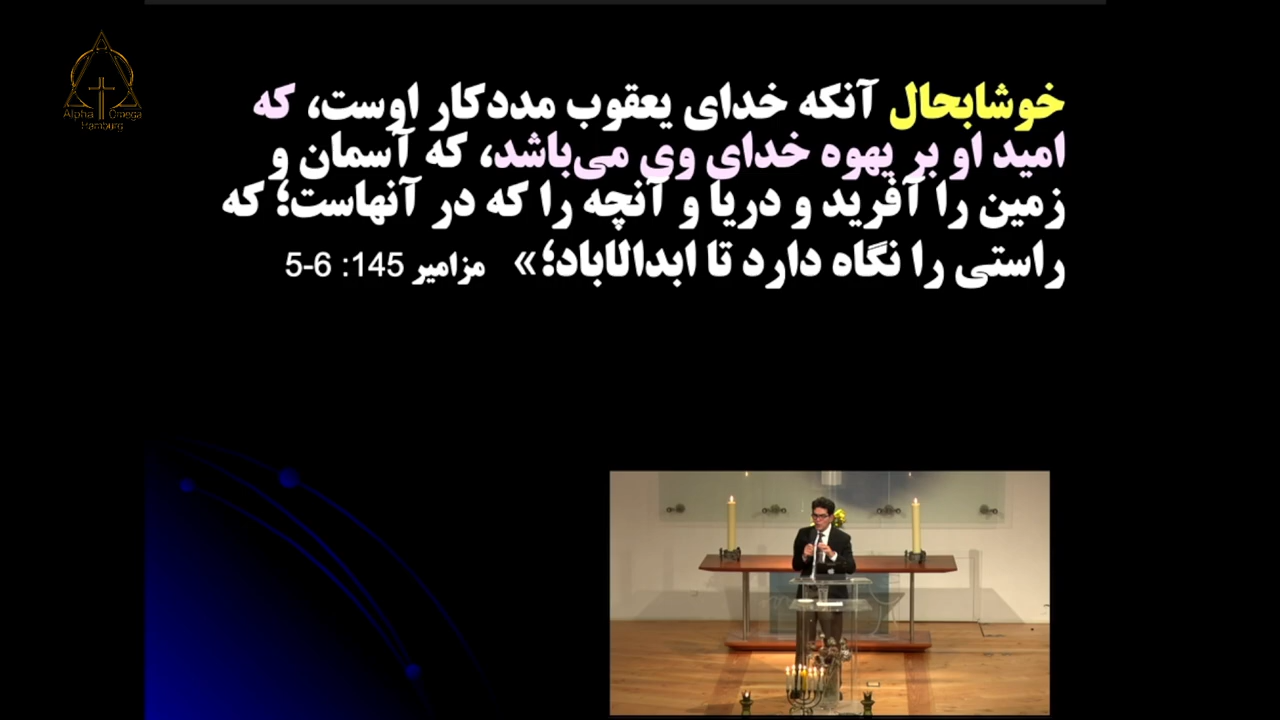 Alpha Omega
Hamburg
خوشابحال آنکه خدای یعقوب مددکار اوست، که
امید او بر یهوه خدای وی می‌باشد، که آسمان و
زمین را آفرید و دریا و آنچه را که در آنهاست؛ که
راستی را نگاه دارد تا ابدالاباد؛» مزامیر 145: 6-5